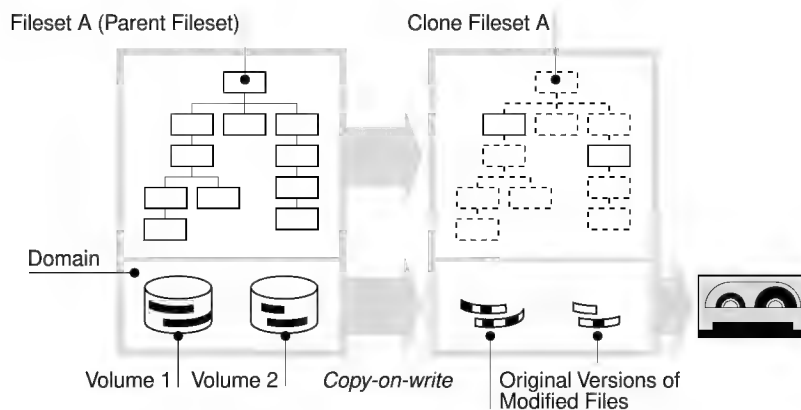 Fileset A (Parent Fileset)
Clone Fileset A
Domain
Volume 1
Volume 2
Copy-on-write
Original Versions of
Modified Files